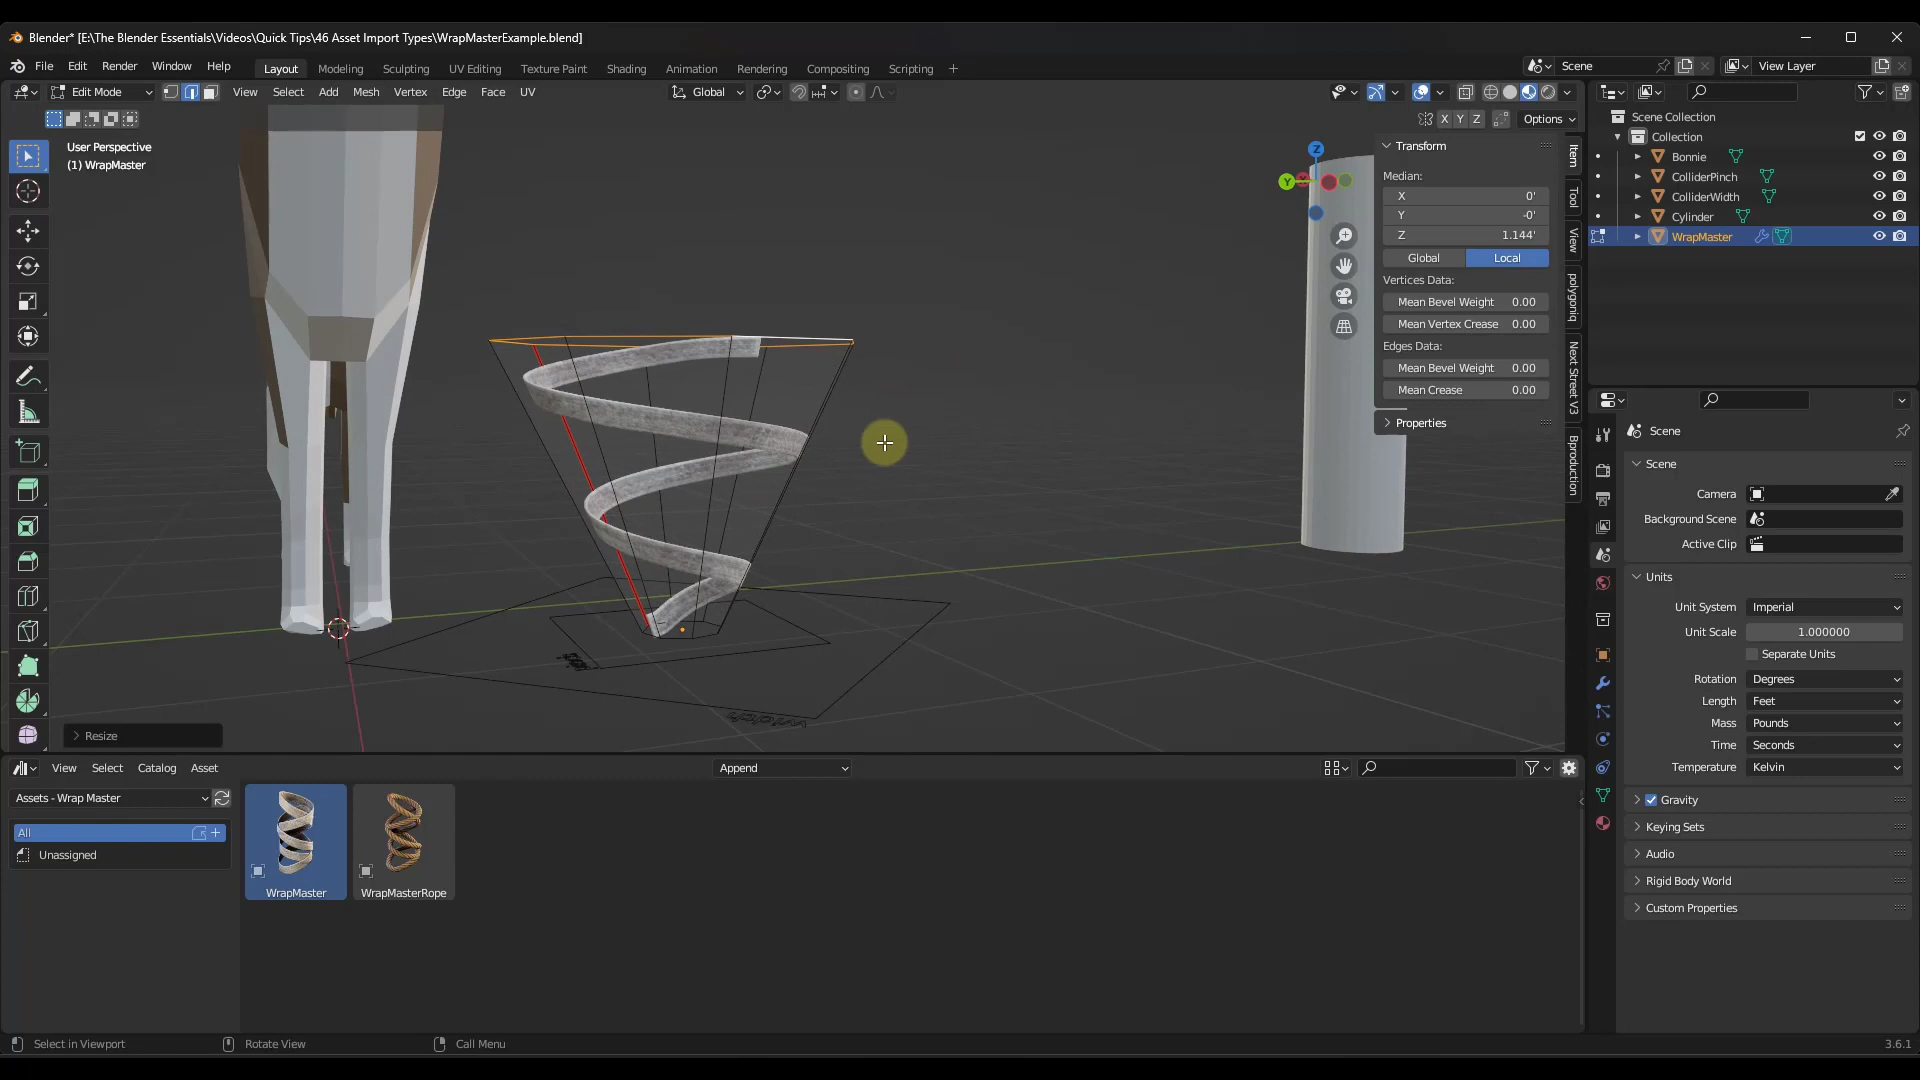 Blender* [E:\The Blender Essentials\Videos\Quick Tips\46 Asset Import Types\WrapMasterExample.blend]
File Edit Render Window Help Layout Modeling Sculpting UV Editing Texture Paint Shading Animation Rendering Compositing Scripting + Scene View Layer
Edit Mode View Select Add Mesh Vertex Edge Face UV Global
X Y Z Options
User Perspective
(1) WrapMaster
Z
Y
Transform
Median:
X 0'
Y -0'
Z 1.144'
Global Local
Vertices Data:
Mean Bevel Weight 0.00
Mean Vertex Crease 0.00
Edges Data:
Mean Bevel Weight 0.00
Mean Crease 0.00
Properties
Item
Tool
View
polygoniq
Next Street V3
Bproduction
Resize
Scene Collection
Collection
Bonnie
ColliderPinch
ColliderWidth
Cylinder
WrapMaster
Scene
Scene
Camera
Background Scene
Active Clip
Units
Unit System Imperial
Unit Scale 1.000000
Separate Units
Rotation Degrees
Length Feet
Mass Pounds
Time Seconds
Temperature Kelvin
Gravity
Keying Sets
Audio
Rigid Body World
Custom Properties
View Select Catalog Asset Append
Assets - Wrap Master
All
Unassigned
WrapMaster WrapMasterRope
Select in Viewport Rotate View Call Menu 3.6.1